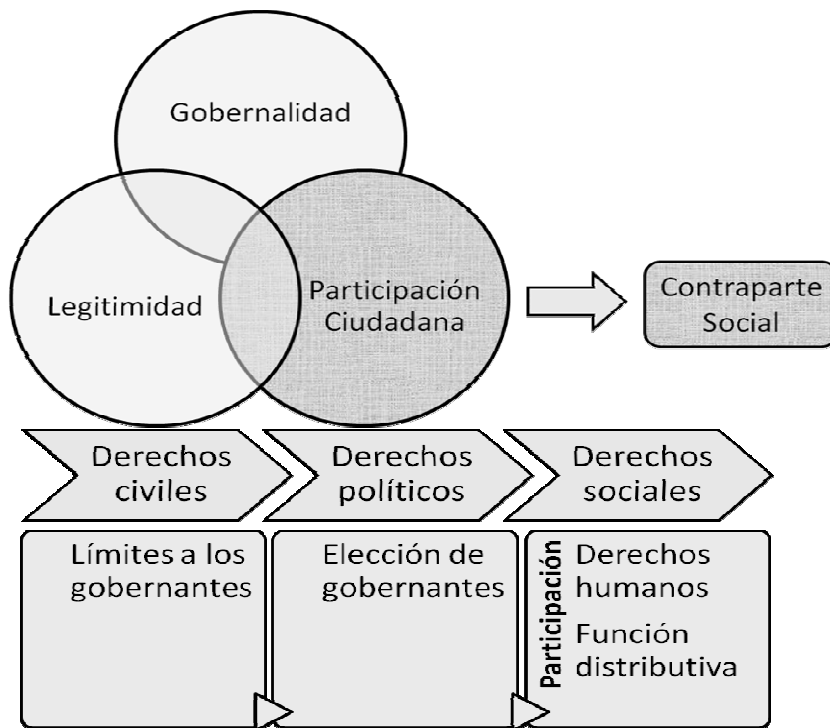 Gobernalidad
Legitimidad
Participación
Ciudadana
Contraparte
Social
Derechos
civiles
Derechos
políticos
Derechos
sociales
Límites a los
gobernantes
Elección de
gobernantes
Participación
Derechos
humanos
Función
distributiva